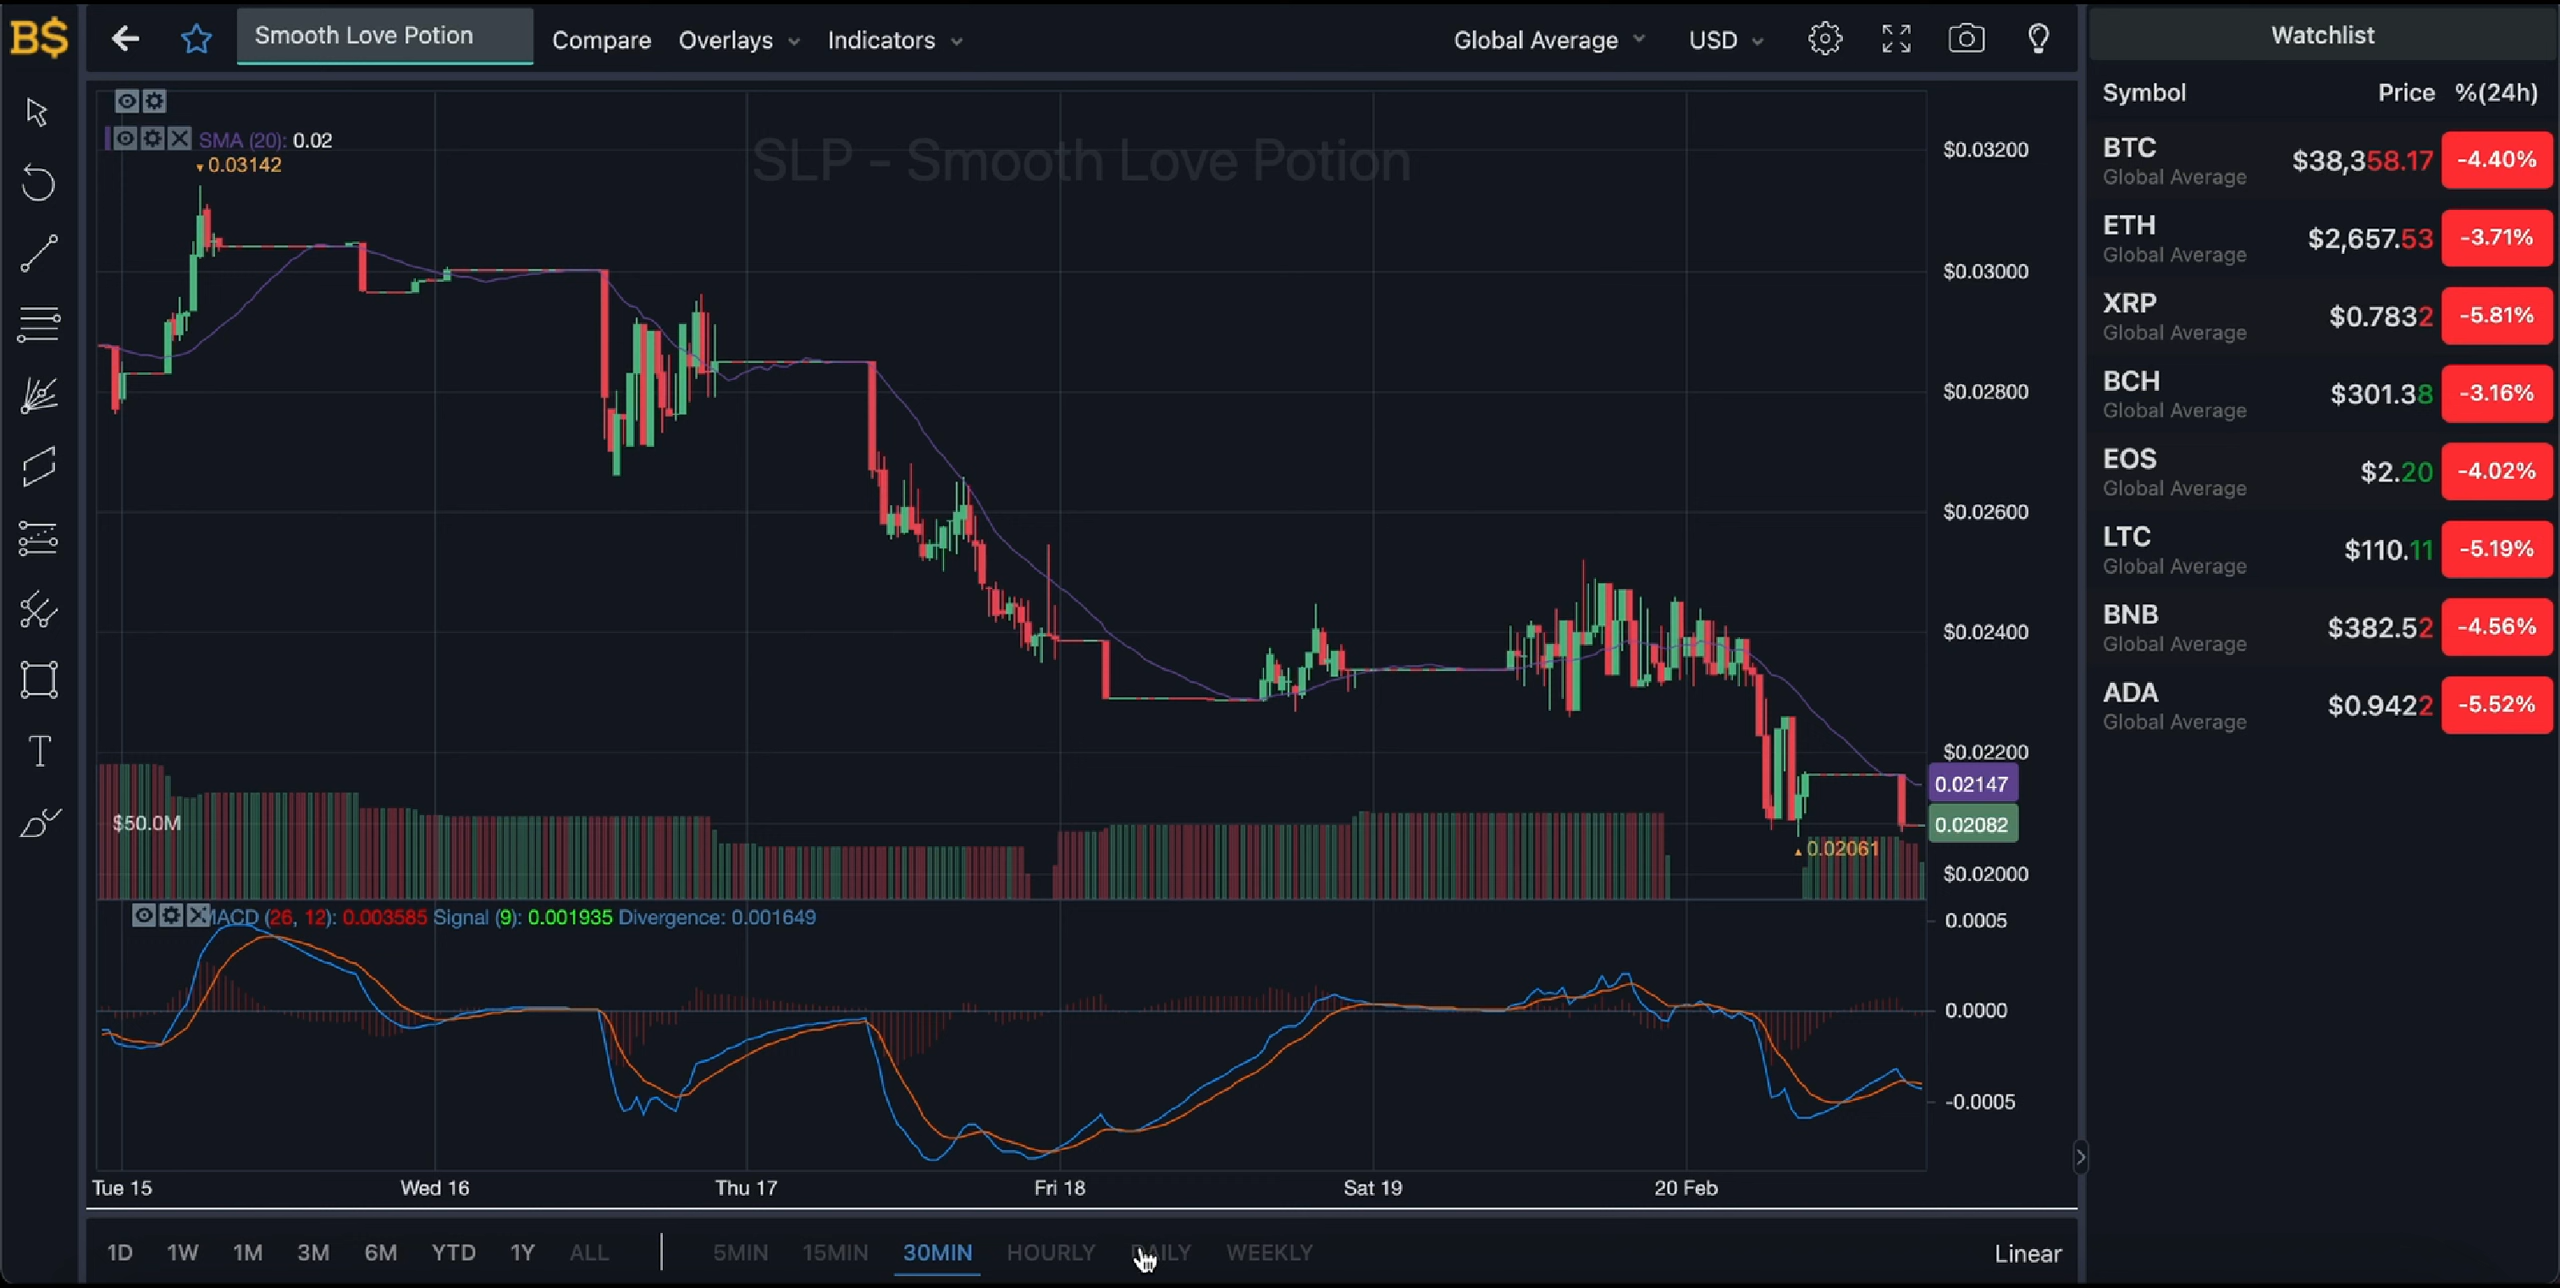 B$
Smooth Love Potion
Compare
Overlays
Indicators
Global Average
USD
Watchlist
Symbol Price %(24h)
BTC $38,358.17 -4.40%
Global Average
ETH $2,657.53 -3.71%
Global Average
XRP $0.7832 -5.81%
Global Average
BCH $301.38 -3.16%
Global Average
EOS $2.20 -4.02%
Global Average
LTC $110.11 -5.19%
Global Average
BNB $382.52 -4.56%
Global Average
ADA $0.9422 -5.52%
Global Average
SMA (20): 0.02
0.03142
SLP - Smooth Love Potion
$0.03200
$0.03000
$0.02800
$0.02600
$0.02400
$0.02200
0.02147
0.02082
$50.0M
0.02061
$0.02000
MACD (26, 12): 0.003585 Signal (9): 0.001935 Divergence: 0.001649
0.0005
0.0000
-0.0005
Tue 15 Wed 16 Thu 17 Fri 18 Sat 19 20 Feb
1D 1W 1M 3M 6M YTD 1Y ALL 5MIN 15MIN 30MIN HOURLY DAILY WEEKLY Linear
T